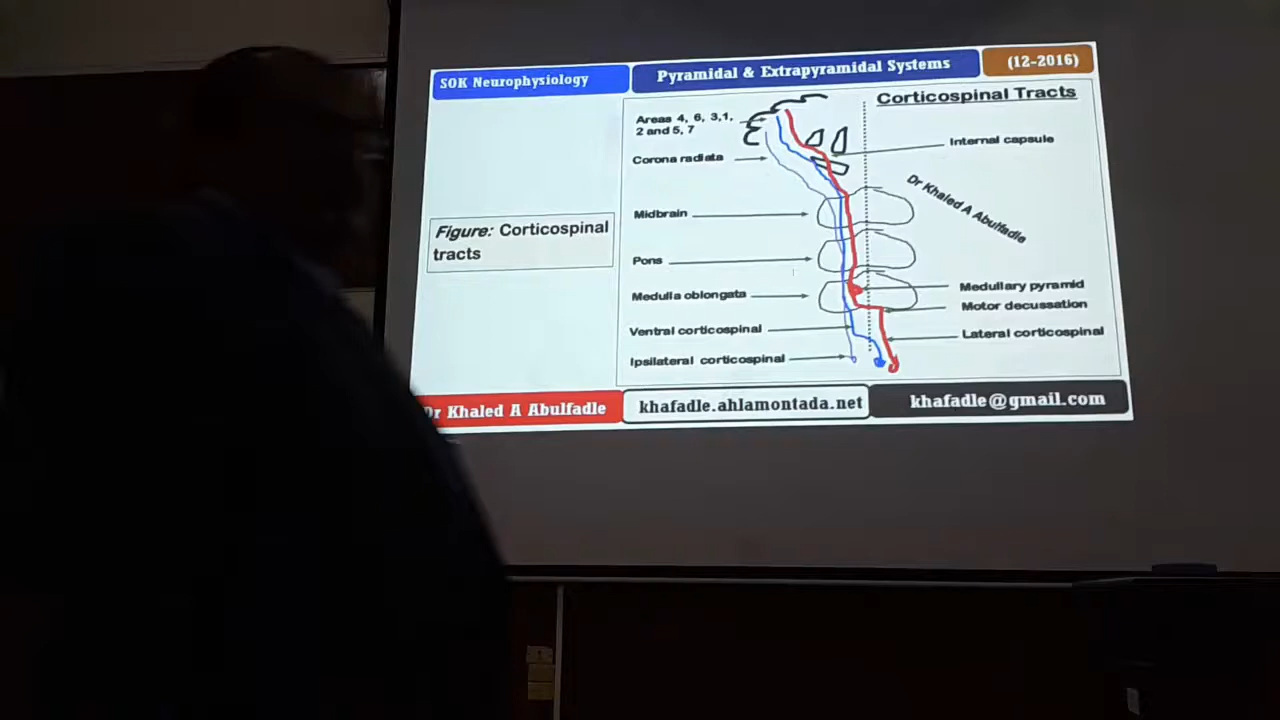 SOK Neurophysiology
Pyramidal & Extrapyramidal Systems
(12-2016)
Corticospinal Tracts
Areas 4, 6, 3,1,
2 and 5, 7
Internal capsule
Corona radiata
Dr Khaled A Abulfadle
Midbrain
Figure: Corticospinal
tracts
Pons
Medullary pyramid
Medulla oblongata
Motor decussation
Ventral corticospinal
Lateral corticospinal
Ipsilateral corticospinal
Dr Khaled A Abulfadle
khafadle.ahlamontada.net
khafadle@gmail.com